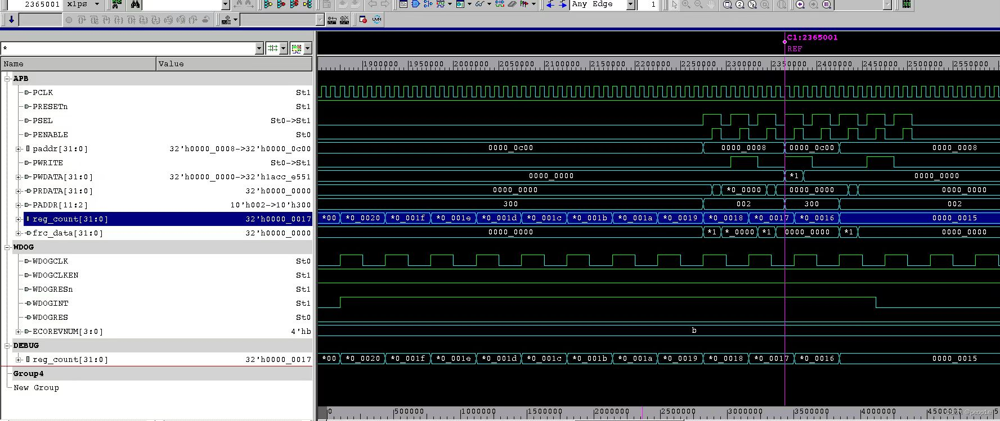 2365001 x1ps Any Edge 1
UVM
C1:2365001
REF
*
Name Value
1900000 1950000 2000000 2050000 2100000 2150000 2200000 2250000 2300000 2350000 2400000 2450000 2500000 2550000
APB
PCLK St1
PRESETn St1
PSEL St0->St1
PENABLE St0
paddr[31:0] 32'h0000_0008->32'h0000_0c00 0000_0c00 0000_0008 0000_0c00 0000_0008
PWRITE St0->St1
PWDATA[31:0] 32'h0000_0000->32'h1acc_e551 0000_0000 *1 0000_0000
PRDATA[31:0] 32'h0000_0000 0000_0000 *0_0000 0000_0000 0000_0000
PADDR[11:2] 10'h002->10'h300 300 002 300 002
reg_count[31:0] 32'h0000_0017 *00 *0_0020 *0_001f *0_001e *0_001d *0_001c *0_001b *0_001a *0_0019 *0_0018 *0_0017 *0_0016 0000_0015
frc_data[31:0] 32'h0000_0000 0000_0000 *1 *_0000 *1 0000_0000 *1 0000_0000
WDOG
WDOGCLK St0
WDOGCLKEN St1
WDOGRESn St1
WDOGINT St1
WDOGRES St0
ECOREVNUM[3:0] 4'hb b
DEBUG
reg_count[31:0] 32'h0000_0017 *00 *0_0020 *0_001f *0_001e *0_001d *0_001c *0_001b *0_001a *0_0019 *0_0018 *0_0017 *0_0016 0000_0015
Group4
New Group
0 500000 1000000 1500000 2000000 2500000 3000000 3500000 4000000
@people